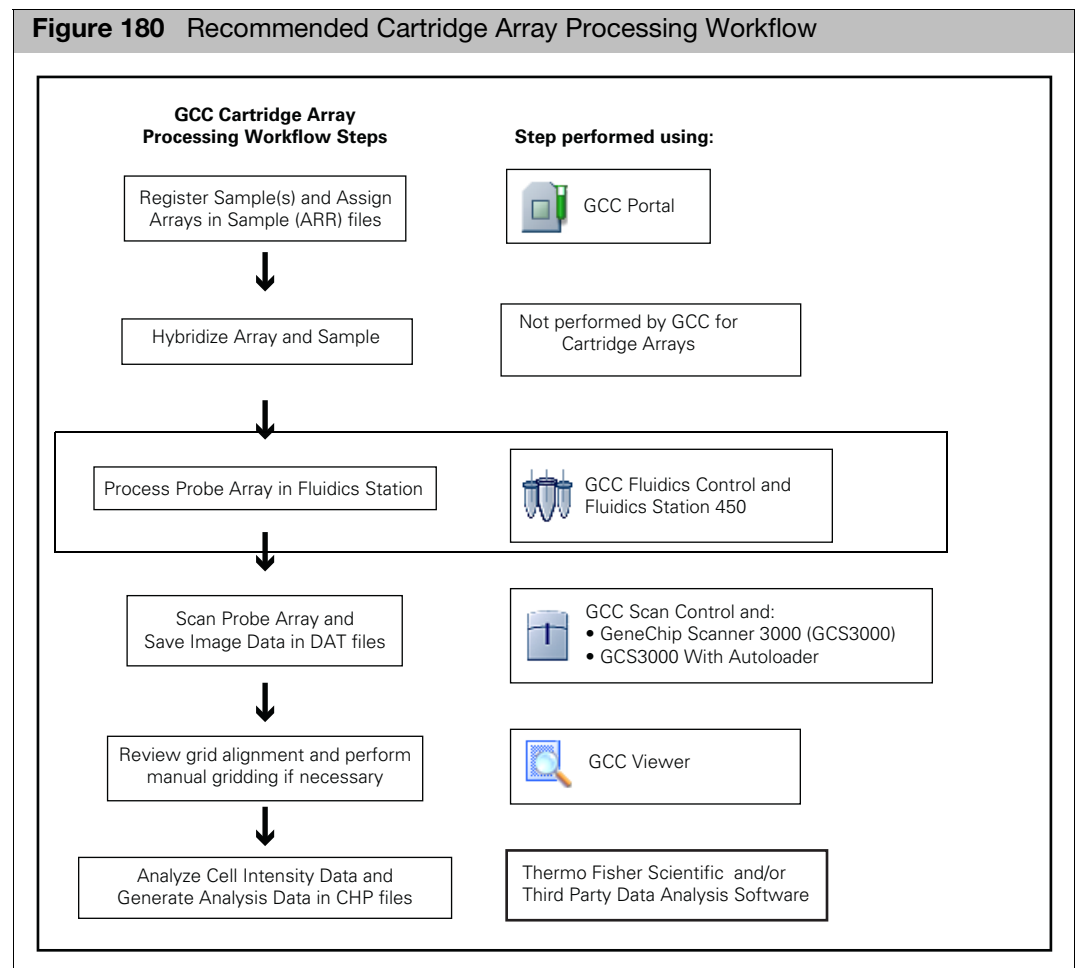 Figure 180 Recommended Cartridge Array Processing Workflow
GCC Cartridge Array
Processing Workflow Steps
Step performed using:
Register Sample(s) and Assign
Arrays in Sample (ARR) files
GCC Portal
Hybridize Array and Sample
Not performed by GCC for
Cartridge Arrays
Process Probe Array in Fluidics Station
GCC Fluidics Control and
Fluidics Station 450
Scan Probe Array and
Save Image Data in DAT files
GCC Scan Control and:
• GeneChip Scanner 3000 (GCS3000)
• GCS3000 With Autoloader
Review grid alignment and perform
manual gridding if necessary
GCC Viewer
Analyze Cell Intensity Data and
Generate Analysis Data in CHP files
Thermo Fisher Scientific and/or
Third Party Data Analysis Software